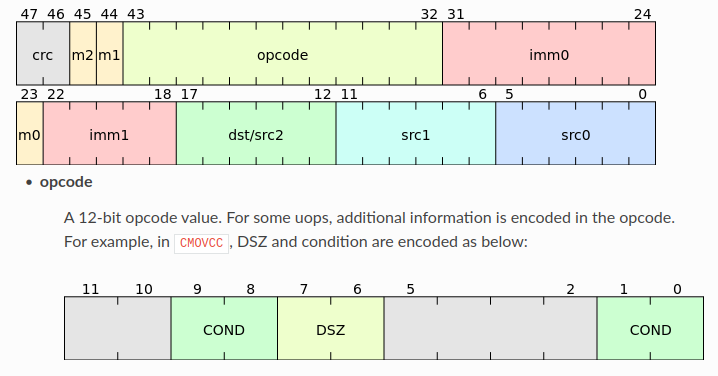 47 46 45 44 43 32 31 24
crc m2 m1 opcode imm0
23 22 18 17 12 11 6 5 0
m0 imm1 dst/src2 src1 src0
• opcode
A 12-bit opcode value. For some uops, additional information is encoded in the opcode.
For example, in CMOVCC, DSZ and condition are encoded as below:
11 10 9 8 7 6 5 2 1 0
COND DSZ COND